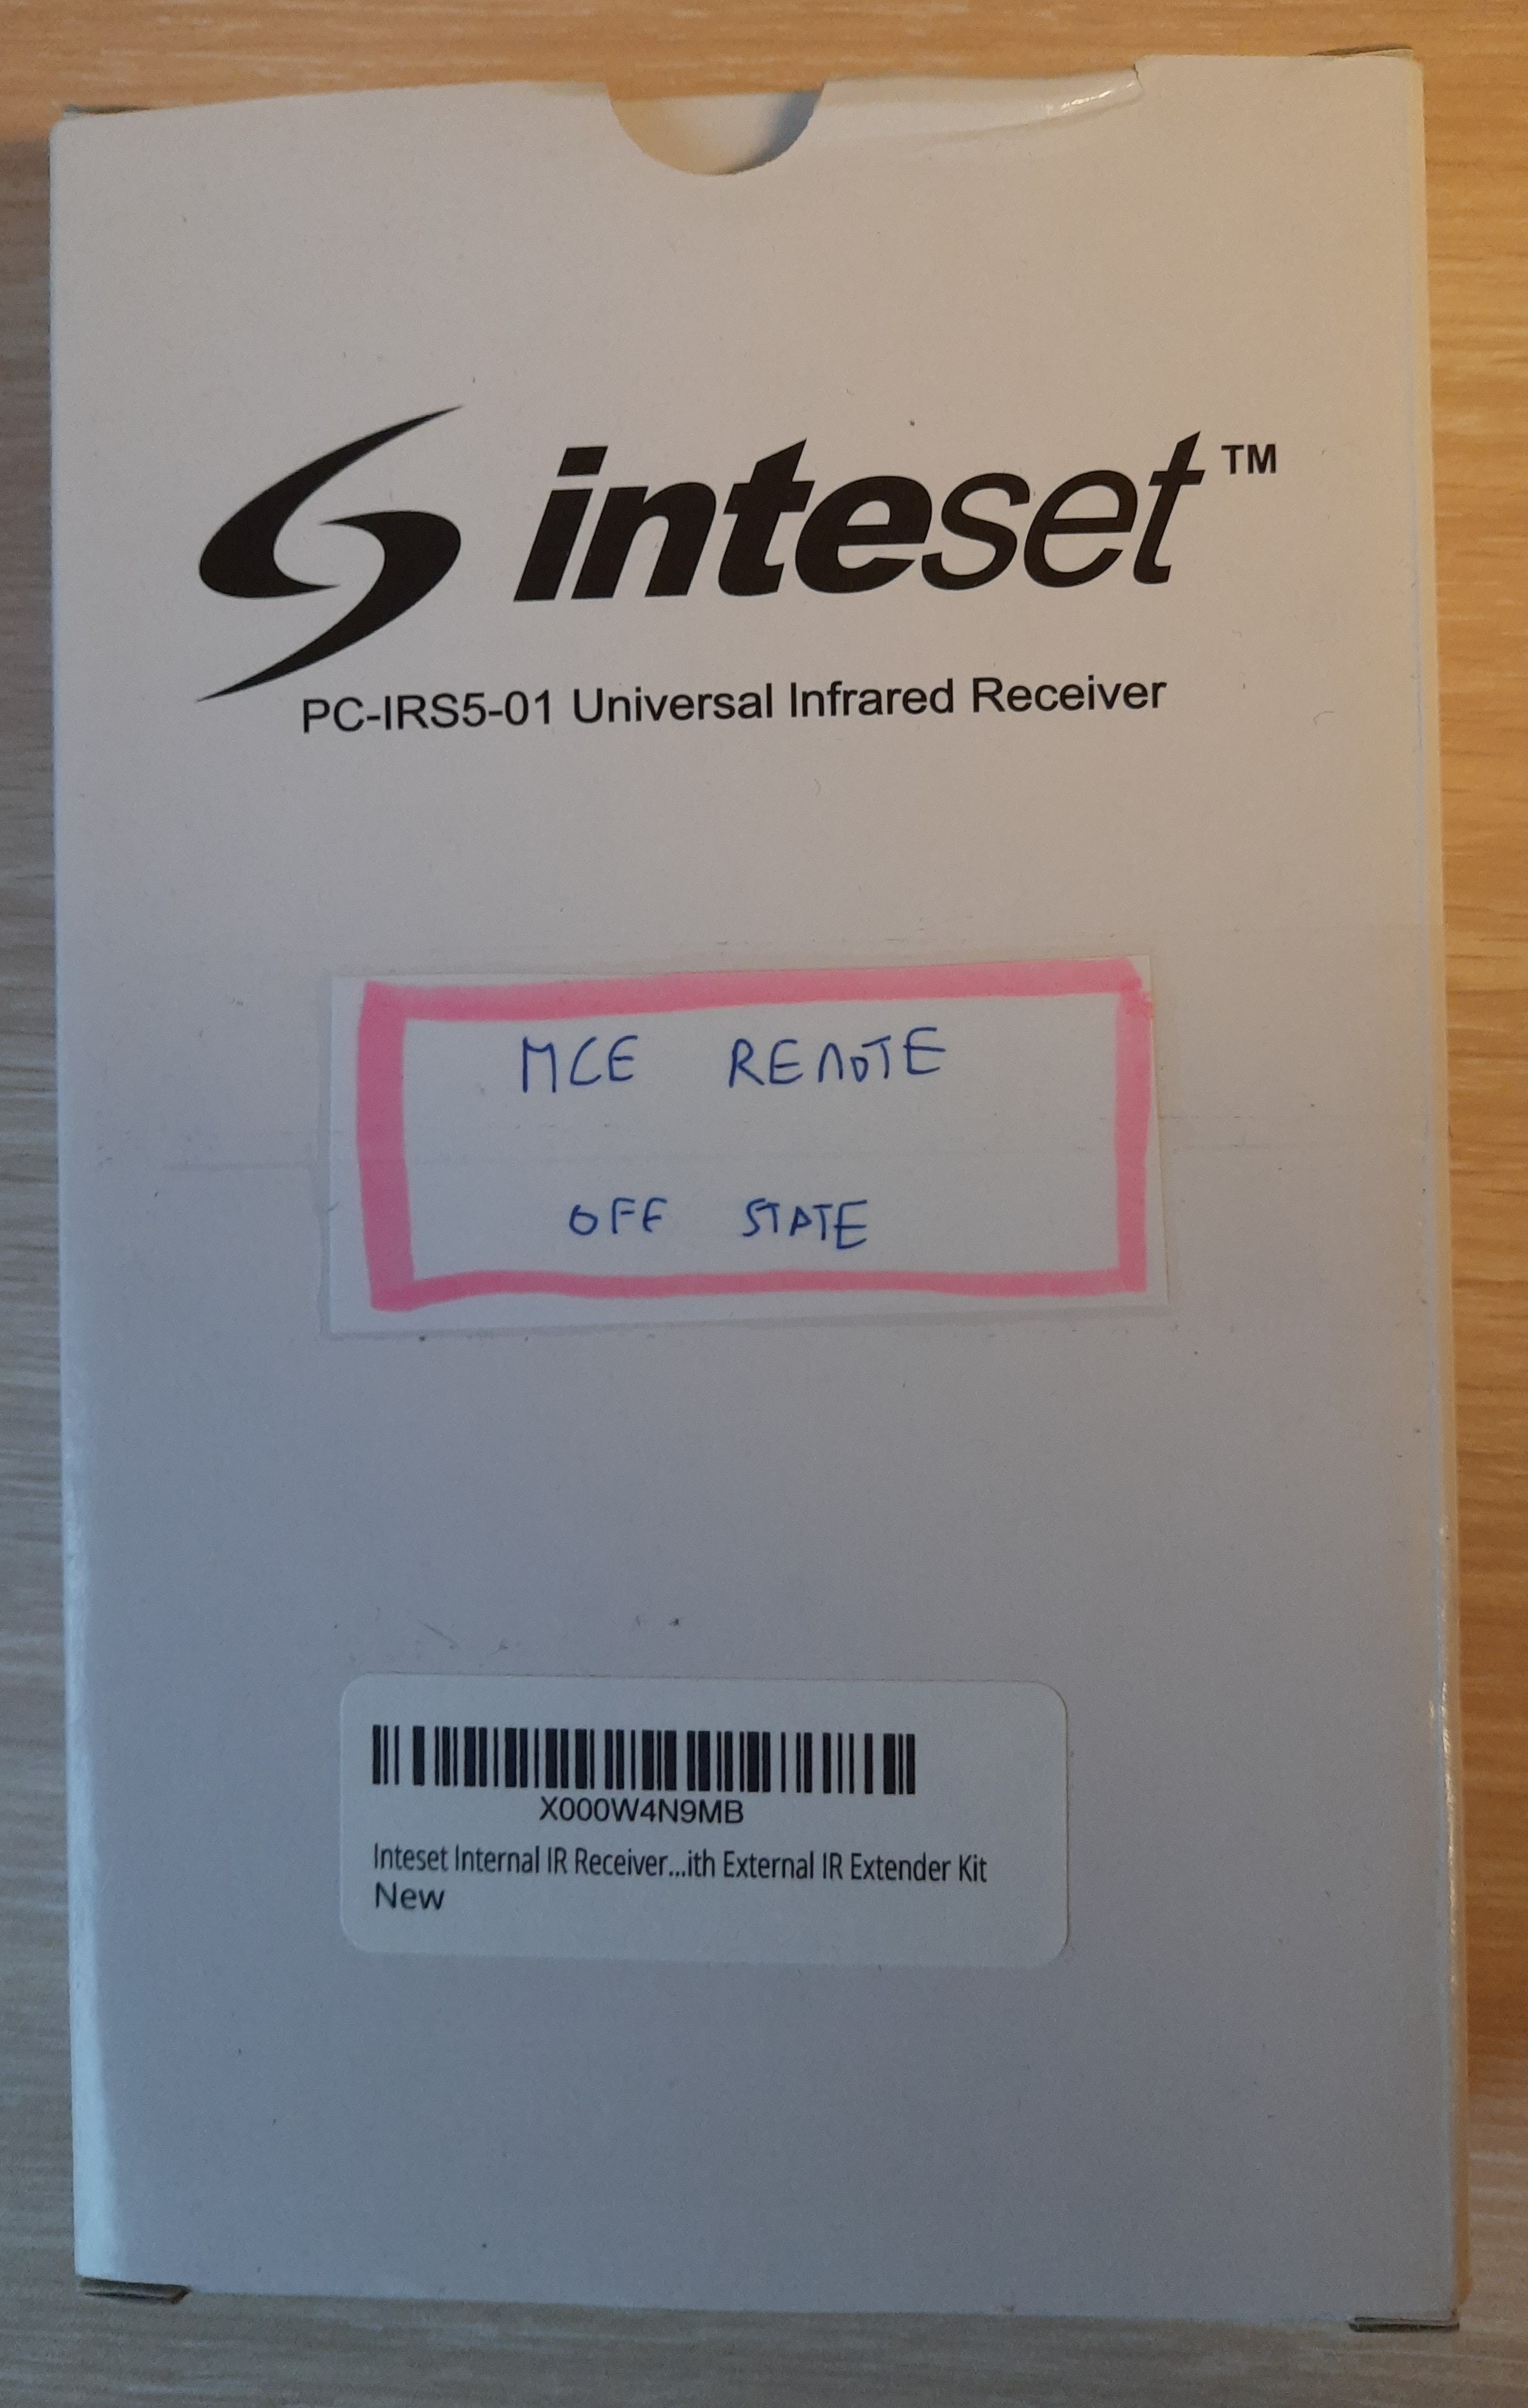 inteset™
PC-IRS5-01 Universal Infrared Receiver
MCE REMOTE
OFF STATE
X000W4N9MB
Inteset Internal IR Receiver...ith External IR Extender Kit
New